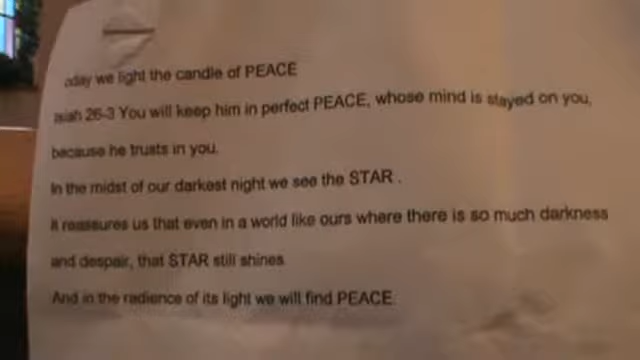 oday we light the candle of PEACE
aiah 26-3 You will keep him in perfect PEACE, whose mind is stayed on you,
because he trusts in you.
In the midst of our darkest night we see the STAR .
It reassures us that even in a world like ours where there is so much darkness
and despair, that STAR still shines
And in the radience of its light we will find PEACE.